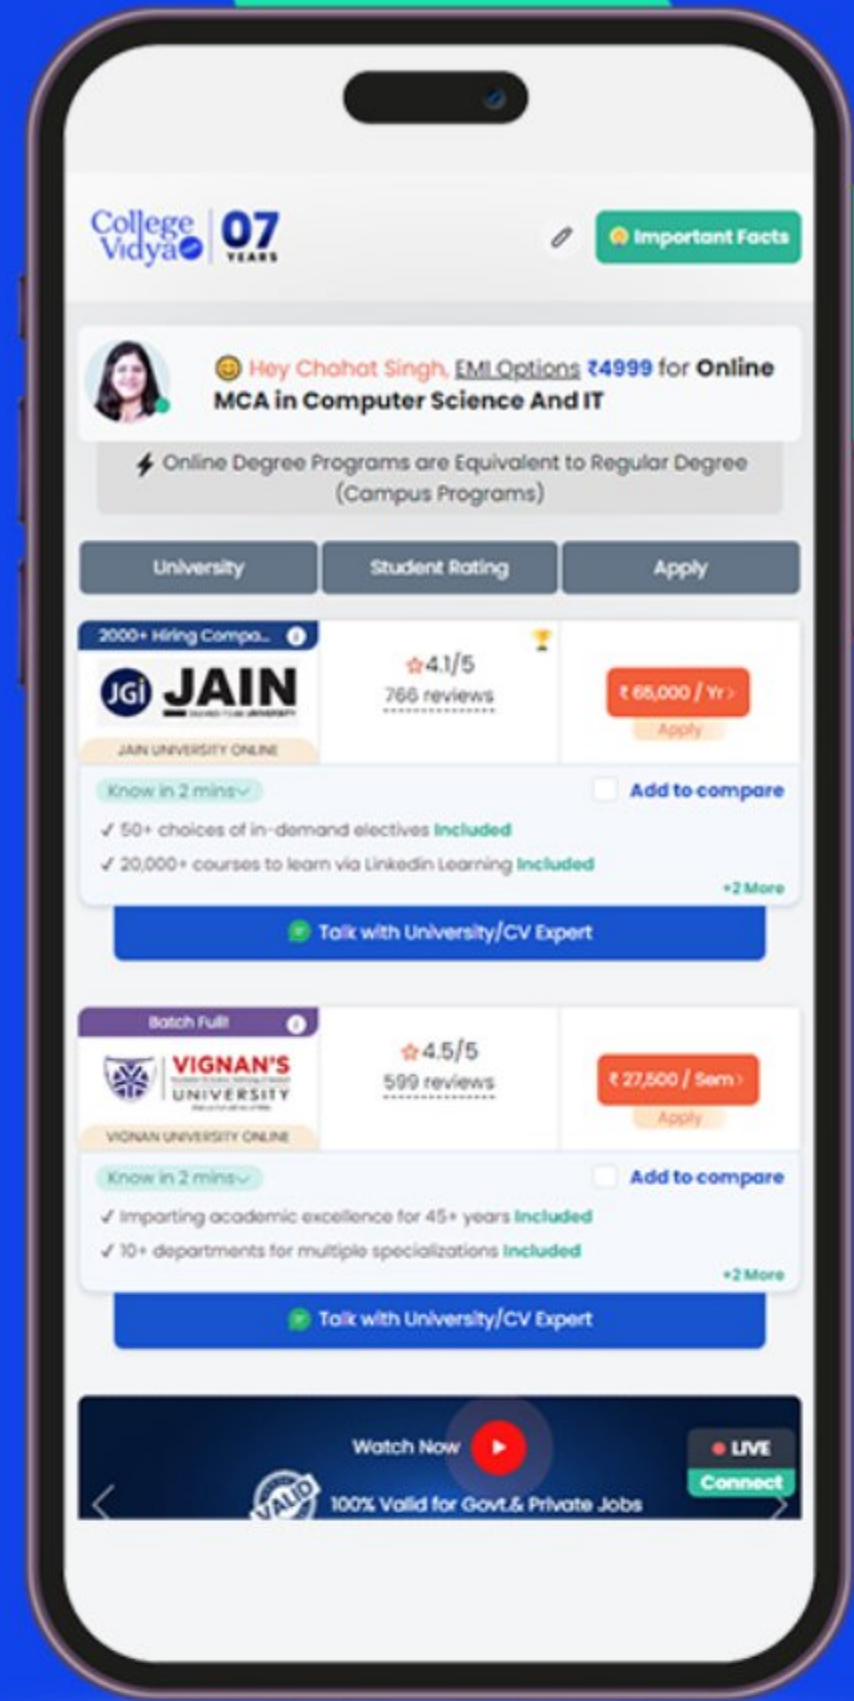 College
Vidya
07
YEARS
Important Facts
Hey Chahat Singh, EMI Options ₹4999 for Online
MCA in Computer Science And IT
Online Degree Programs are Equivalent to Regular Degree
(Campus Programs)
University
Student Rating
Apply
2000+ Hiring Compa...
JGi JAIN
JAIN UNIVERSITY ONLINE
4.1/5
766 reviews
₹ 65,000 / Yr >
Apply
Know in 2 mins
Add to compare
✓ 50+ choices of in-demand electives Included
✓ 20,000+ courses to learn via Linkedin Learning Included
+2 More
Talk with University/CV Expert
Batch Full!
VIGNAN'S
UNIVERSITY
VIGNAN UNIVERSITY ONLINE
4.5/5
599 reviews
₹ 27,500 / Sem >
Apply
Know in 2 mins
Add to compare
✓ Imparting academic excellence for 45+ years Included
✓ 10+ departments for multiple specializations Included
+2 More
Talk with University/CV Expert
Watch Now
LIVE
Connect
VALID
100% Valid for Govt.& Private Jobs